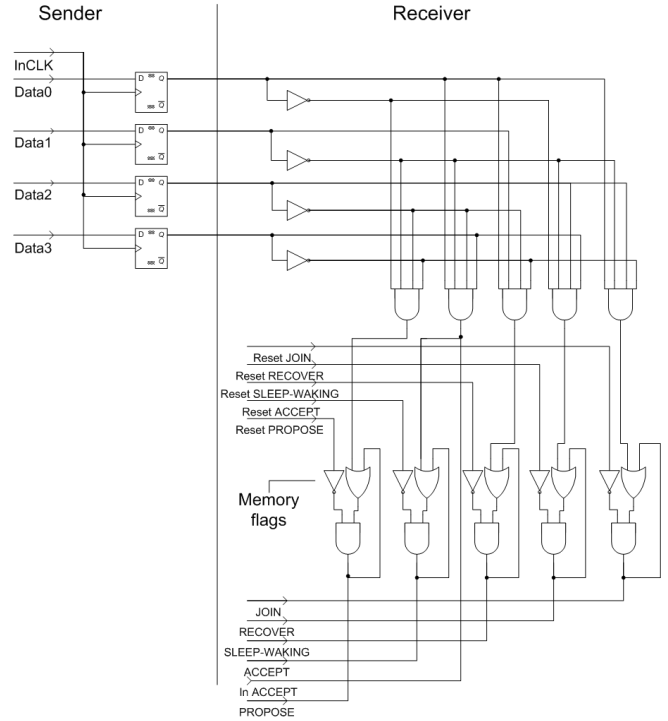 Sender
Receiver
InCLK
Data0
Data1
Data2
Data3
D Q
Q
D Q
Q
D Q
Q
D Q
Q
Reset JOIN
Reset RECOVER
Reset SLEEP-WAKING
Reset ACCEPT
Reset PROPOSE
Memory
flags
JOIN
RECOVER
SLEEP-WAKING
ACCEPT
In ACCEPT
PROPOSE